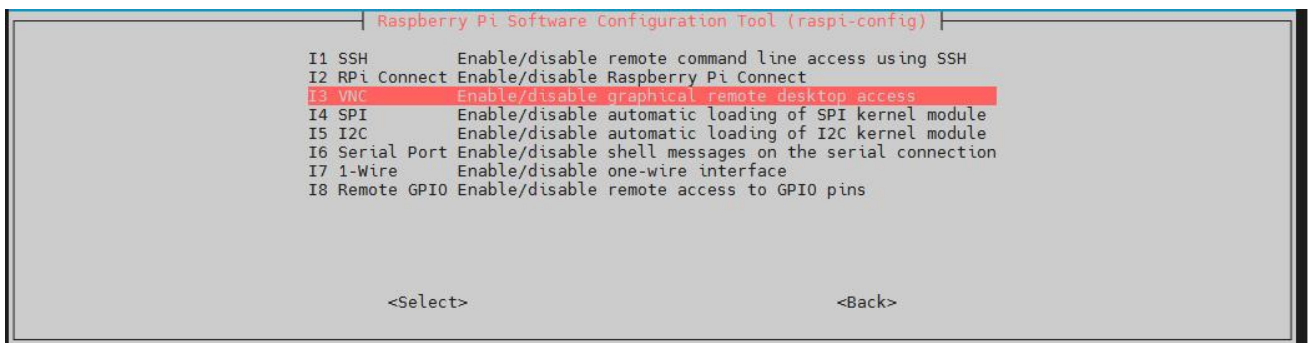 Raspberry Pi Software Configuration Tool (raspi-config)
I1 SSH Enable/disable remote command line access using SSH
I2 RPi Connect Enable/disable Raspberry Pi Connect
I3 VNC Enable/disable graphical remote desktop access
I4 SPI Enable/disable automatic loading of SPI kernel module
I5 I2C Enable/disable automatic loading of I2C kernel module
I6 Serial Port Enable/disable shell messages on the serial connection
I7 1-Wire Enable/disable one-wire interface
I8 Remote GPIO Enable/disable remote access to GPIO pins
<Select> <Back>